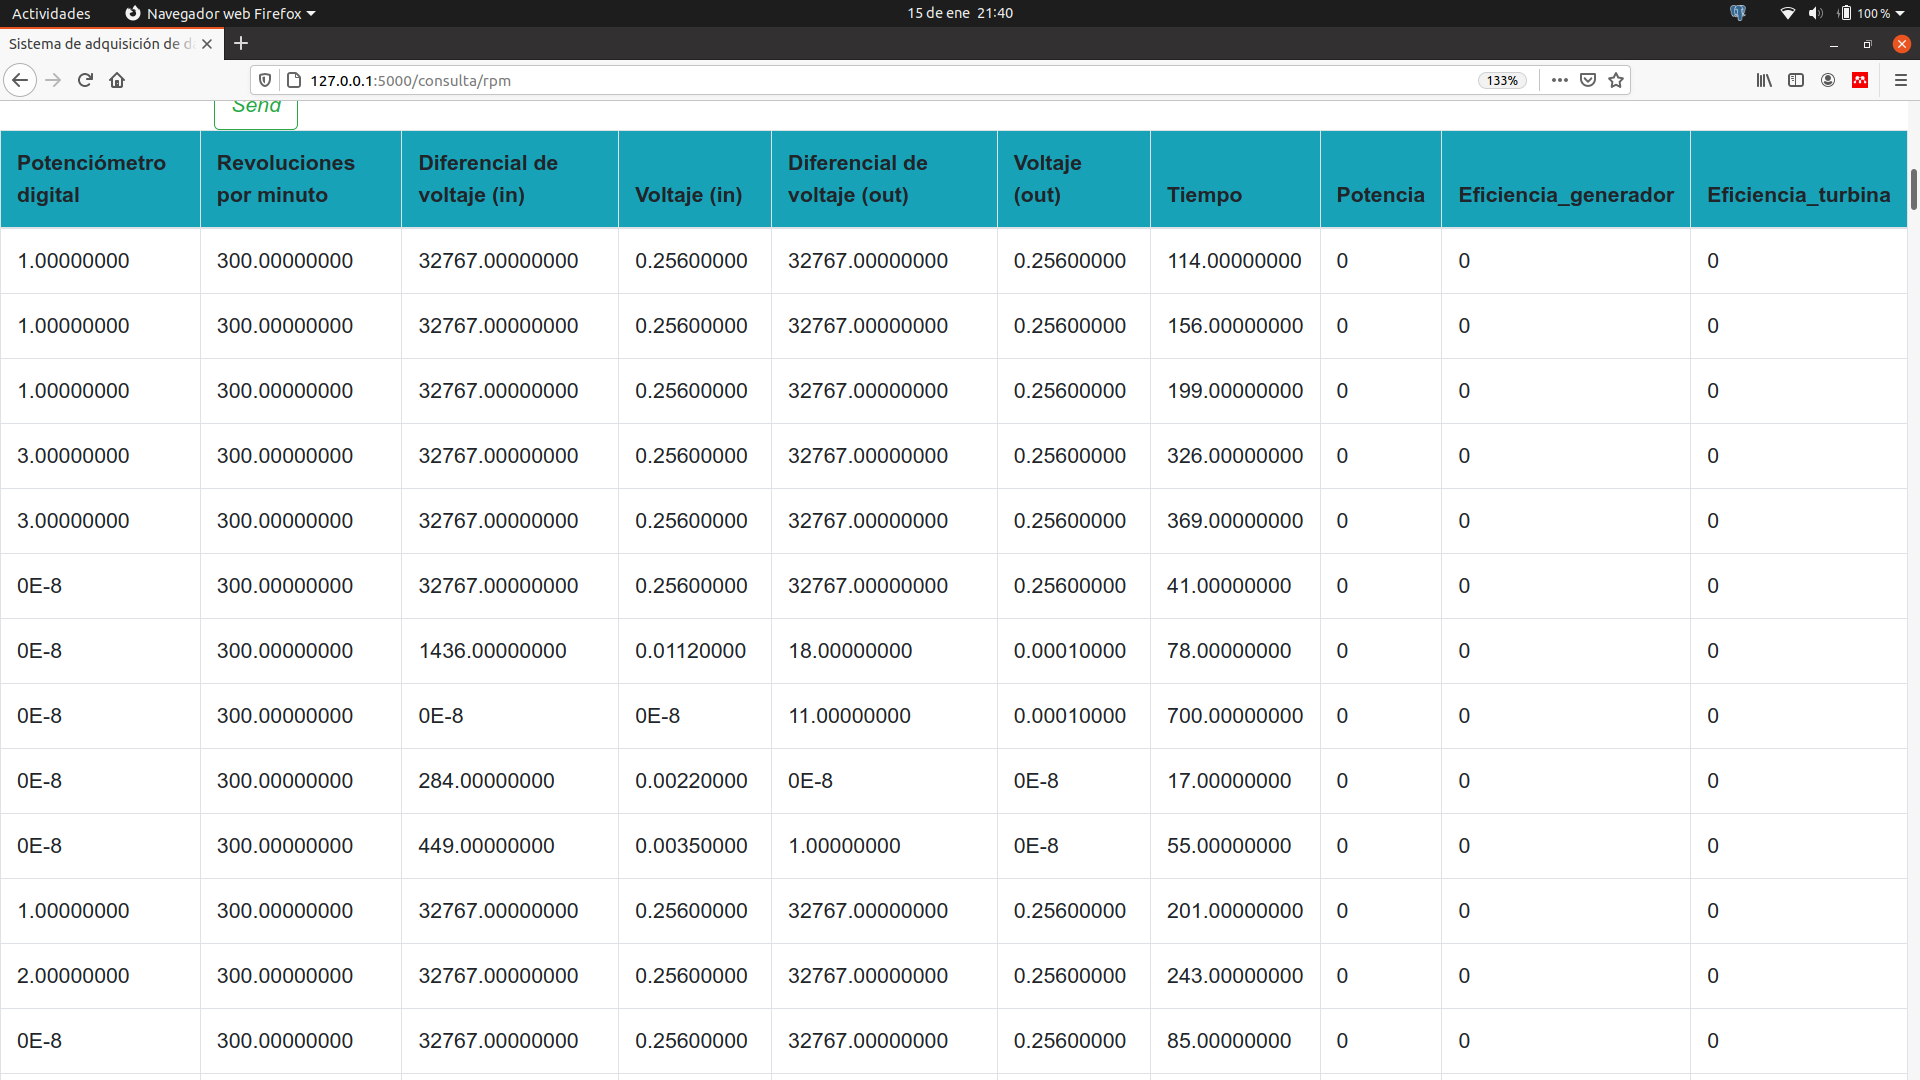 Actividades Navegador web Firefox 15 de ene 21:40 100 %
Sistema de adquisición de d
127.0.0.1:5000/consulta/rpm 133%
Send
Potenciómetro digital Revoluciones por minuto Diferencial de voltaje (in) Voltaje (in) Diferencial de voltaje (out) Voltaje (out) Tiempo Potencia Eficiencia_generador Eficiencia_turbina
1.00000000 300.00000000 32767.00000000 0.25600000 32767.00000000 0.25600000 114.00000000 0 0 0
1.00000000 300.00000000 32767.00000000 0.25600000 32767.00000000 0.25600000 156.00000000 0 0 0
1.00000000 300.00000000 32767.00000000 0.25600000 32767.00000000 0.25600000 199.00000000 0 0 0
3.00000000 300.00000000 32767.00000000 0.25600000 32767.00000000 0.25600000 326.00000000 0 0 0
3.00000000 300.00000000 32767.00000000 0.25600000 32767.00000000 0.25600000 369.00000000 0 0 0
0E-8 300.00000000 32767.00000000 0.25600000 32767.00000000 0.25600000 41.00000000 0 0 0
0E-8 300.00000000 1436.00000000 0.01120000 18.00000000 0.00010000 78.00000000 0 0 0
0E-8 300.00000000 0E-8 0E-8 11.00000000 0.00010000 700.00000000 0 0 0
0E-8 300.00000000 284.00000000 0.00220000 0E-8 0E-8 17.00000000 0 0 0
0E-8 300.00000000 449.00000000 0.00350000 1.00000000 0E-8 55.00000000 0 0 0
1.00000000 300.00000000 32767.00000000 0.25600000 32767.00000000 0.25600000 201.00000000 0 0 0
2.00000000 300.00000000 32767.00000000 0.25600000 32767.00000000 0.25600000 243.00000000 0 0 0
0E-8 300.00000000 32767.00000000 0.25600000 32767.00000000 0.25600000 85.00000000 0 0 0